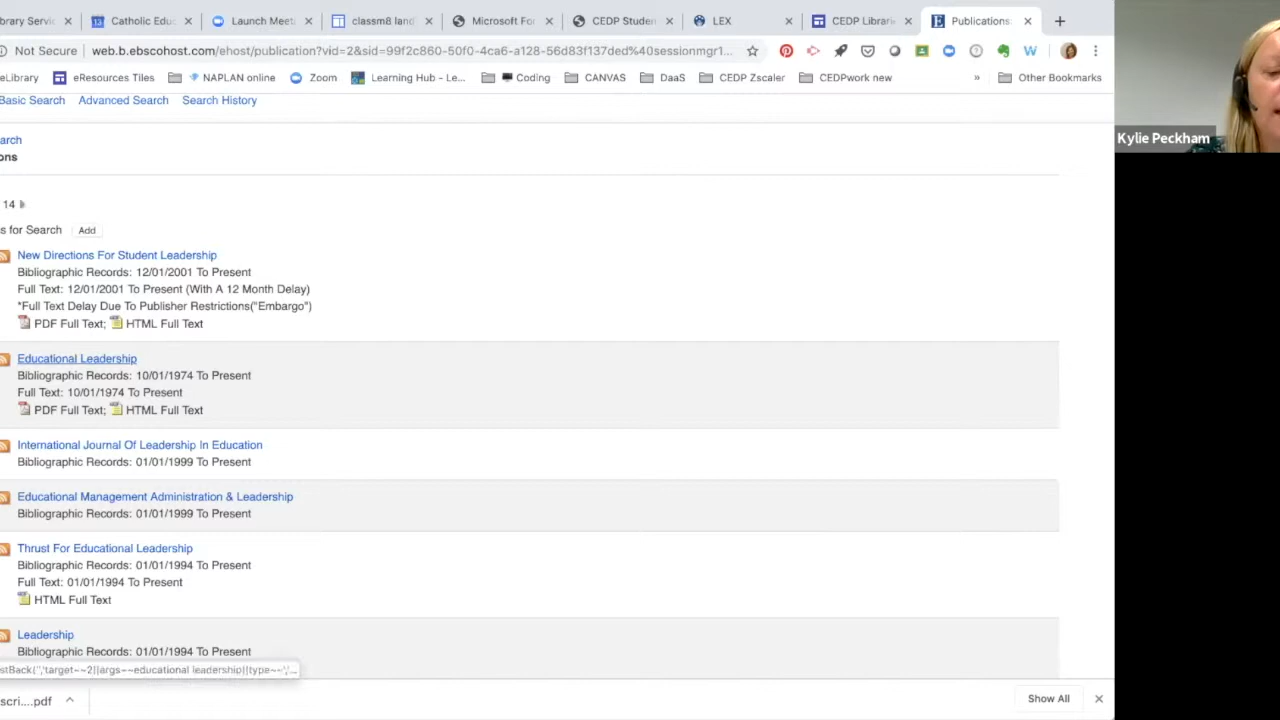 brary Servic
Catholic Educ
Launch Meeti
classm8 land
Microsoft For
CEDP Studen
LEX
CEDP Librarie
Publications:
Not Secure
web.b.ebscohost.com/ehost/publication?vid=2&sid=99f2c860-50f0-4ca6-a128-56d83f137ded%40sessionmgr1...
eLibrary
eResources Tiles
NAPLAN online
Zoom
Learning Hub - Le...
Coding
CANVAS
DaaS
CEDP Zscaler
CEDPwork new
»
Other Bookmarks
Basic Search
Advanced Search
Search History
arch
ons
14
s for Search
Add
New Directions For Student Leadership
Bibliographic Records: 12/01/2001 To Present
Full Text: 12/01/2001 To Present (With A 12 Month Delay)
*Full Text Delay Due To Publisher Restrictions("Embargo")
PDF Full Text; HTML Full Text
Educational Leadership
Bibliographic Records: 10/01/1974 To Present
Full Text: 10/01/1974 To Present
PDF Full Text; HTML Full Text
International Journal Of Leadership In Education
Bibliographic Records: 01/01/1999 To Present
Educational Management Administration & Leadership
Bibliographic Records: 01/01/1999 To Present
Thrust For Educational Leadership
Bibliographic Records: 01/01/1994 To Present
Full Text: 01/01/1994 To Present
HTML Full Text
Leadership
Bibliographic Records: 01/01/1994 To Present
stBack('','target~~2||args~~educational leadership||type~~','...
scri....pdf
Show All
Kylie Peckham